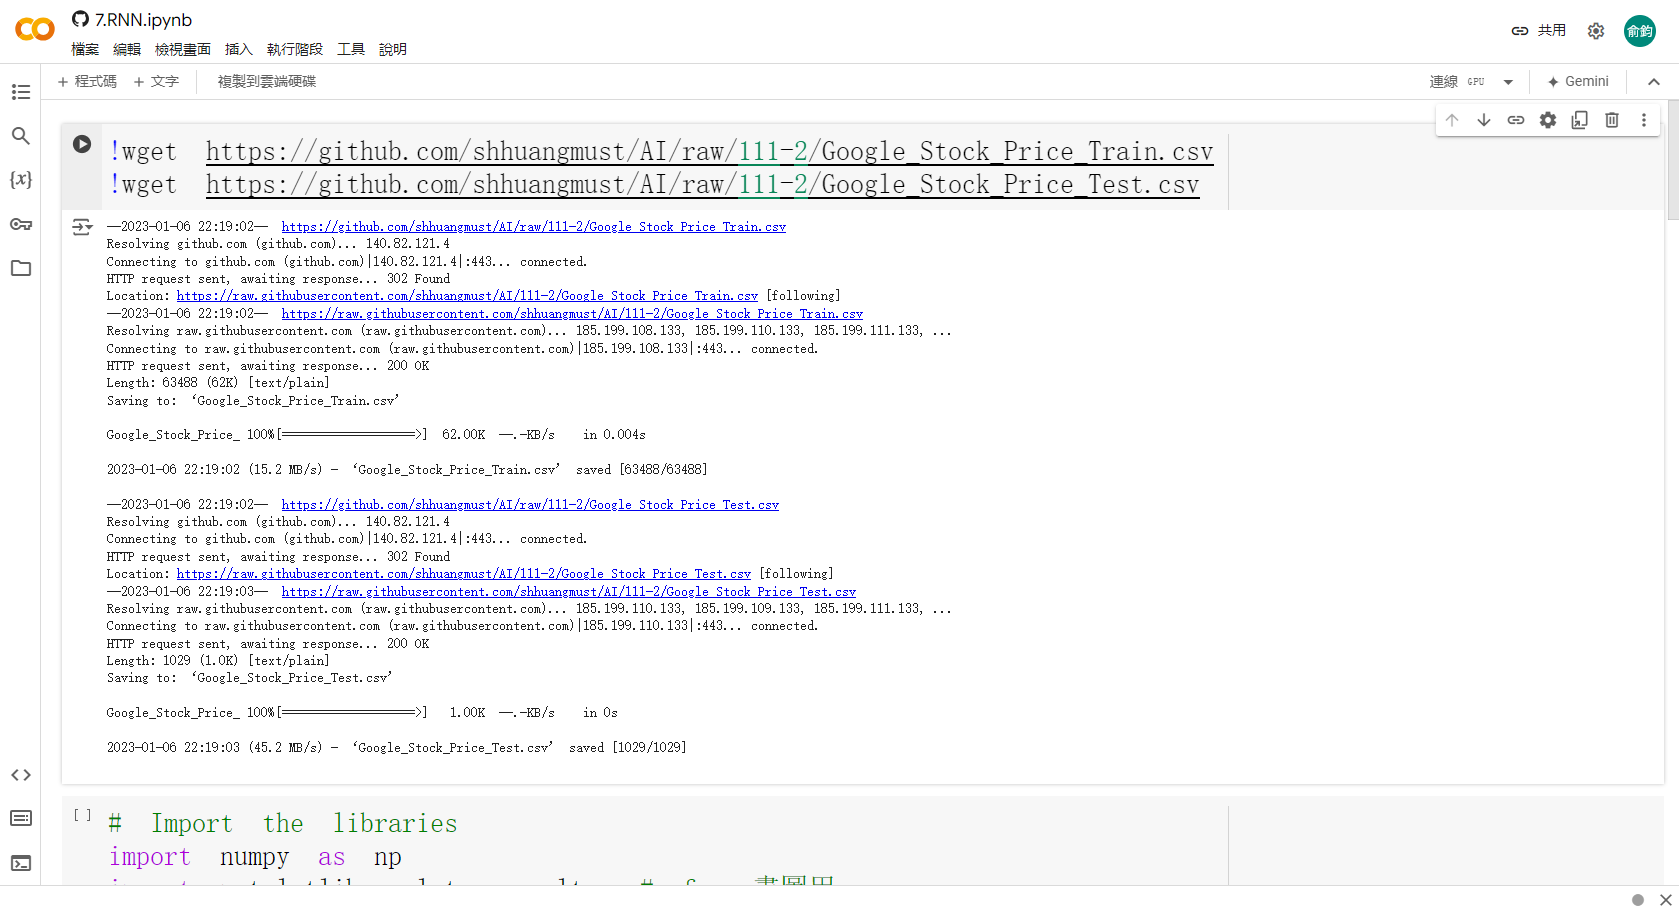 7.RNN.ipynb
檔案 編輯 檢視畫面 插入 執行階段 工具 說明
共用
俞鈞
+ 程式碼 + 文字 複製到雲端硬碟
連線 GPU
Gemini
!wget https://github.com/shhuangmust/AI/raw/111-2/Google_Stock_Price_Train.csv
!wget https://github.com/shhuangmust/AI/raw/111-2/Google_Stock_Price_Test.csv
--2023-01-06 22:19:02-- https://github.com/shhuangmust/AI/raw/111-2/Google_Stock_Price_Train.csv
Resolving github.com (github.com)... 140.82.121.4
Connecting to github.com (github.com)|140.82.121.4|:443... connected.
HTTP request sent, awaiting response... 302 Found
Location: https://raw.githubusercontent.com/shhuangmust/AI/111-2/Google_Stock_Price_Train.csv [following]
--2023-01-06 22:19:02-- https://raw.githubusercontent.com/shhuangmust/AI/111-2/Google_Stock_Price_Train.csv
Resolving raw.githubusercontent.com (raw.githubusercontent.com)... 185.199.108.133, 185.199.110.133, 185.199.111.133, ...
Connecting to raw.githubusercontent.com (raw.githubusercontent.com)|185.199.108.133|:443... connected.
HTTP request sent, awaiting response... 200 OK
Length: 63488 (62K) [text/plain]
Saving to: ‘Google_Stock_Price_Train.csv’
Google_Stock_Price_ 100%[===================>] 62.00K --.-KB/s in 0.004s
2023-01-06 22:19:02 (15.2 MB/s) - ‘Google_Stock_Price_Train.csv’ saved [63488/63488]
--2023-01-06 22:19:02-- https://github.com/shhuangmust/AI/raw/111-2/Google_Stock_Price_Test.csv
Resolving github.com (github.com)... 140.82.121.4
Connecting to github.com (github.com)|140.82.121.4|:443... connected.
HTTP request sent, awaiting response... 302 Found
Location: https://raw.githubusercontent.com/shhuangmust/AI/111-2/Google_Stock_Price_Test.csv [following]
--2023-01-06 22:19:03-- https://raw.githubusercontent.com/shhuangmust/AI/111-2/Google_Stock_Price_Test.csv
Resolving raw.githubusercontent.com (raw.githubusercontent.com)... 185.199.110.133, 185.199.109.133, 185.199.111.133, ...
Connecting to raw.githubusercontent.com (raw.githubusercontent.com)|185.199.110.133|:443... connected.
HTTP request sent, awaiting response... 200 OK
Length: 1029 (1.0K) [text/plain]
Saving to: ‘Google_Stock_Price_Test.csv’
Google_Stock_Price_ 100%[===================>] 1.00K --.-KB/s in 0s
2023-01-06 22:19:03 (45.2 MB/s) - ‘Google_Stock_Price_Test.csv’ saved [1029/1029]
[ ] # Import the libraries
import numpy as np